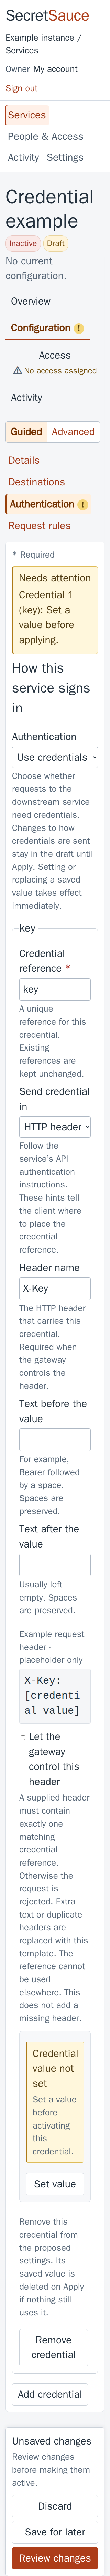 SecretSauce
Example instance /
Services
Owner My account
Sign out
Services
People & Access
Activity Settings
Credential
example
Inactive Draft
No current
configuration.
Overview
Configuration !
Access
⚠ No access assigned
Activity
Guided Advanced
Details
Destinations
Authentication !
Request rules
* Required
Needs attention
Credential 1
(key): Set a
value before
applying.
How this
service signs
in
Authentication
Use credentials
Choose whether
requests to the
downstream service
need credentials.
Changes to how
credentials are sent
stay in the draft until
Apply. Setting or
replacing a saved
value takes effect
immediately.
key
Credential
reference *
key
A unique
reference for this
credential.
Existing
references are
kept unchanged.
Send credential
in
HTTP header
Follow the
service's API
authentication
instructions.
These hints tell
the client where
to place the
credential
reference.
Header name
X-Key
The HTTP header
that carries this
credential.
Required when
the gateway
controls the
header.
Text before the
value
For example,
Bearer followed
by a space.
Spaces are
preserved.
Text after the
value
Usually left
empty. Spaces
are preserved.
Example request
header ·
placeholder only
X-Key:
[credenti
al value]
Let the
gateway
control this
header
A supplied header
must contain
exactly one
matching
credential
reference.
Otherwise the
request is
rejected. Extra
text or duplicate
headers are
replaced with this
template. The
reference cannot
be used
elsewhere. This
does not add a
missing header.
Credential
value not
set
Set a value
before
activating
this
credential.
Set value
Remove this
credential from
the proposed
settings. Its
saved value is
deleted on Apply
if nothing still
uses it.
Remove
credential
Add credential
Unsaved changes
Review changes
before making them
active.
Discard
Save for later
Review changes